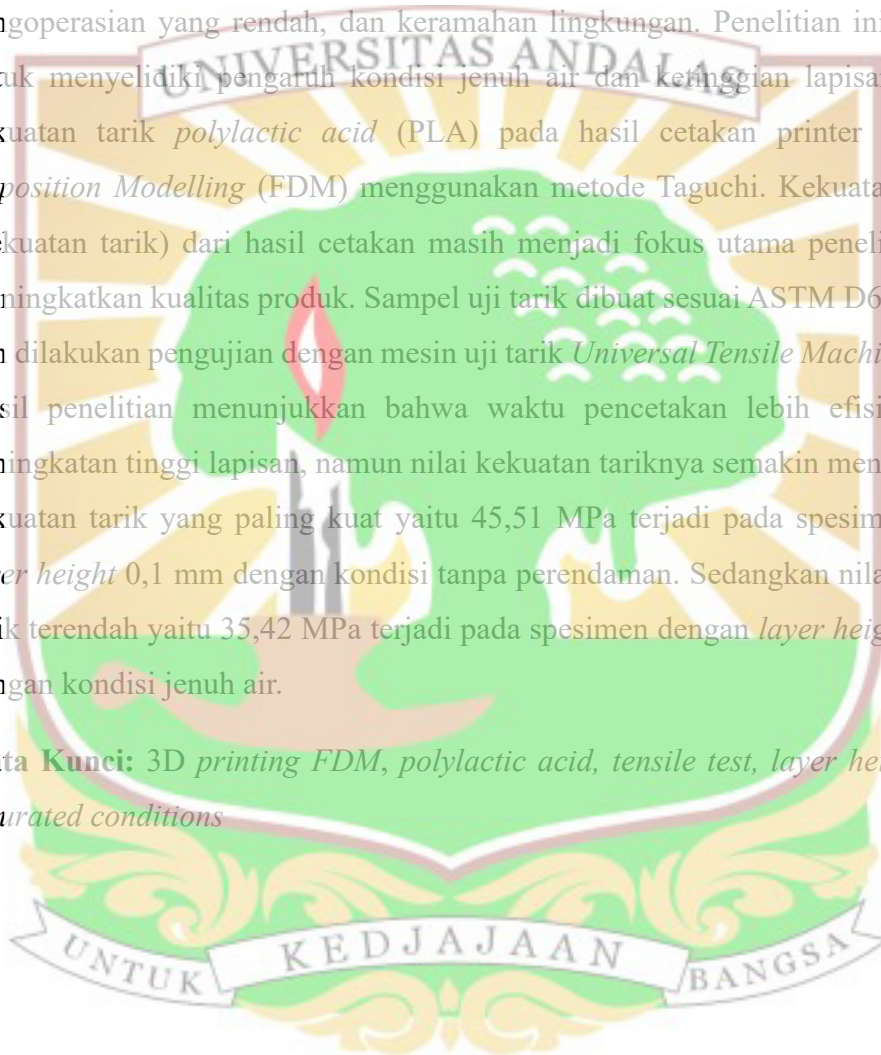 ngoperasian yang rendah, dan keramahan lingkungan. Penelitian ini
UNIVERSITAS ANDALAS
tuk menyelidiki pengaruh kondisi jenuh air dan ketinggian lapisa
kuatan tarik polylactic acid (PLA) pada hasil cetakan printer
position Modelling (FDM) menggunakan metode Taguchi. Kekuata
ekuatan tarik) dari hasil cetakan masih menjadi fokus utama peneli
ningkatkan kualitas produk. Sampel uji tarik dibuat sesuai ASTM D6
n dilakukan pengujian dengan mesin uji tarik Universal Tensile Machi
sil penelitian menunjukkan bahwa waktu pencetakan lebih efisi
ningkatan tinggi lapisan, namun nilai kekuatan tariknya semakin men
kuatan tarik yang paling kuat yaitu 45,51 MPa terjadi pada spesim
er height 0,1 mm dengan kondisi tanpa perendaman. Sedangkan nila
ik terendah yaitu 35,42 MPa terjadi pada spesimen dengan layer heig
ngan kondisi jenuh air.
ta Kunci: 3D printing FDM, polylactic acid, tensile test, layer he
urated conditions
UNTUK KEDJAJAAN BANGSA